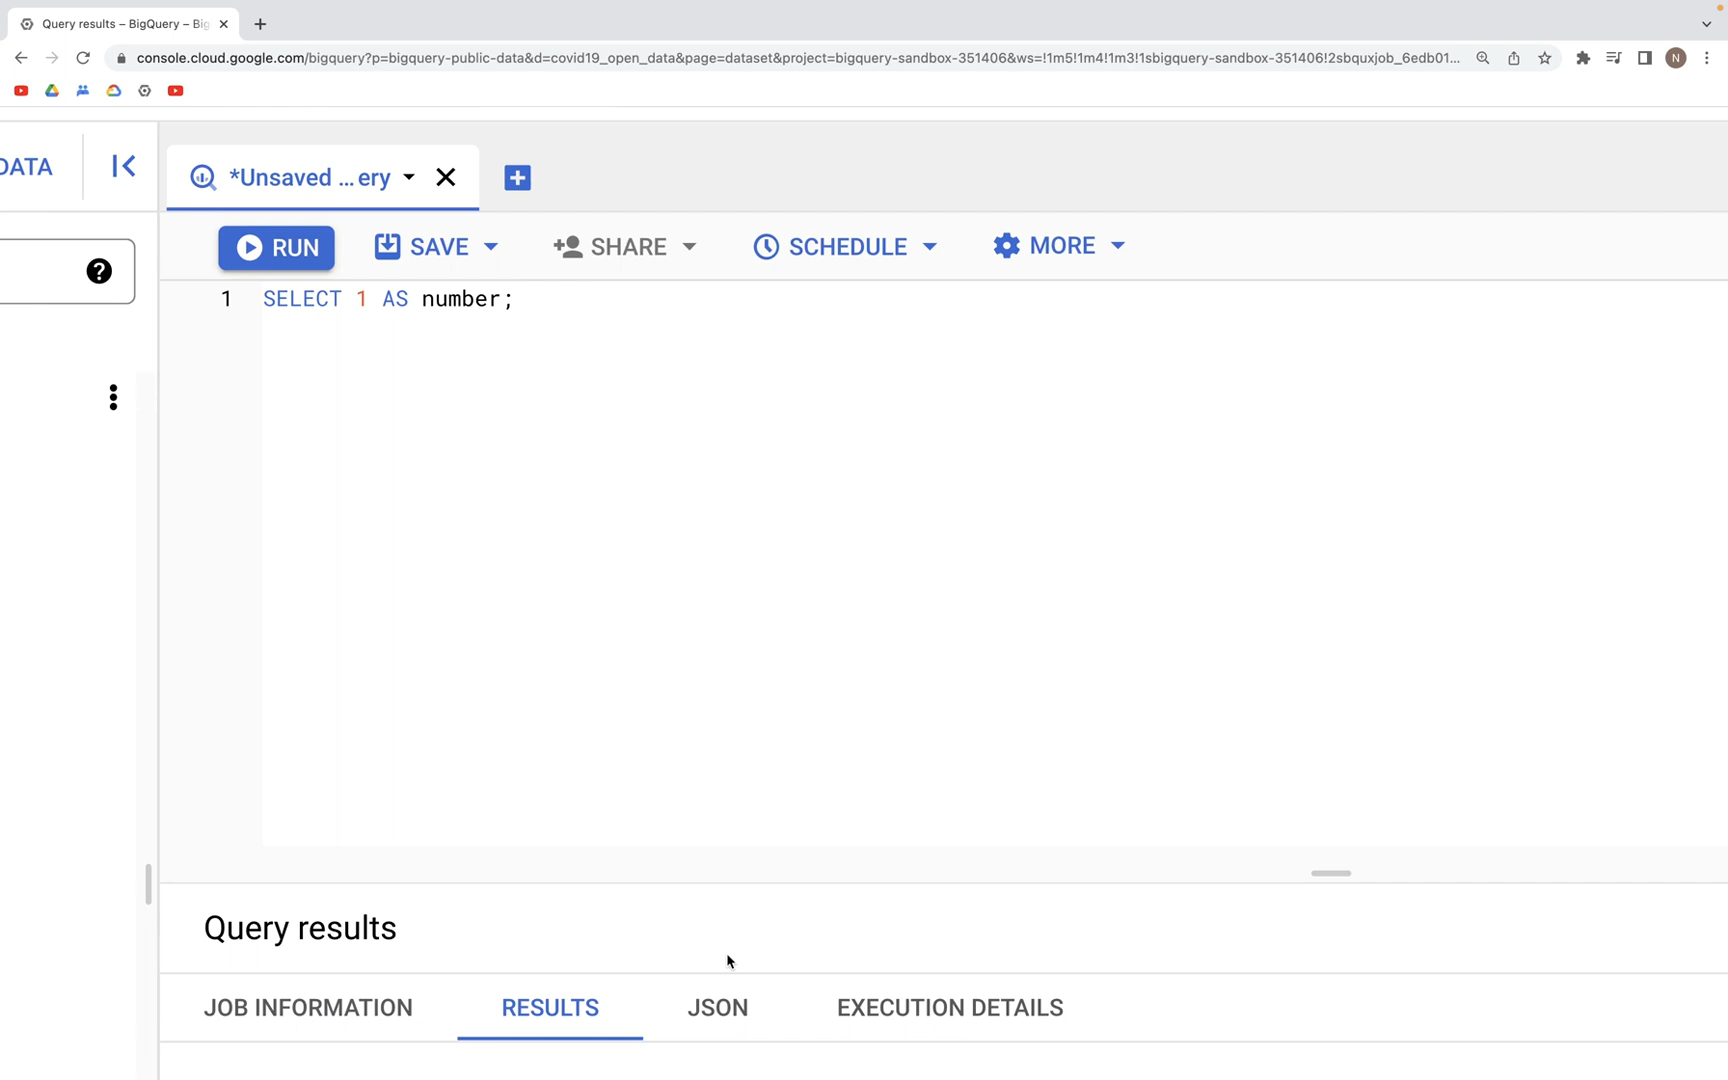 Query results – BigQuery – Big
console.cloud.google.com/bigquery?p=bigquery-public-data&d=covid19_open_data&page=dataset&project=bigquery-sandbox-351406&ws=!1m5!1m4!1m3!1sbigquery-sandbox-351406!2sbquxjob_6edb01...
N
DATA
*Unsaved ...ery
RUN SAVE SHARE SCHEDULE MORE
1 SELECT 1 AS number;
Query results
JOB INFORMATION RESULTS JSON EXECUTION DETAILS